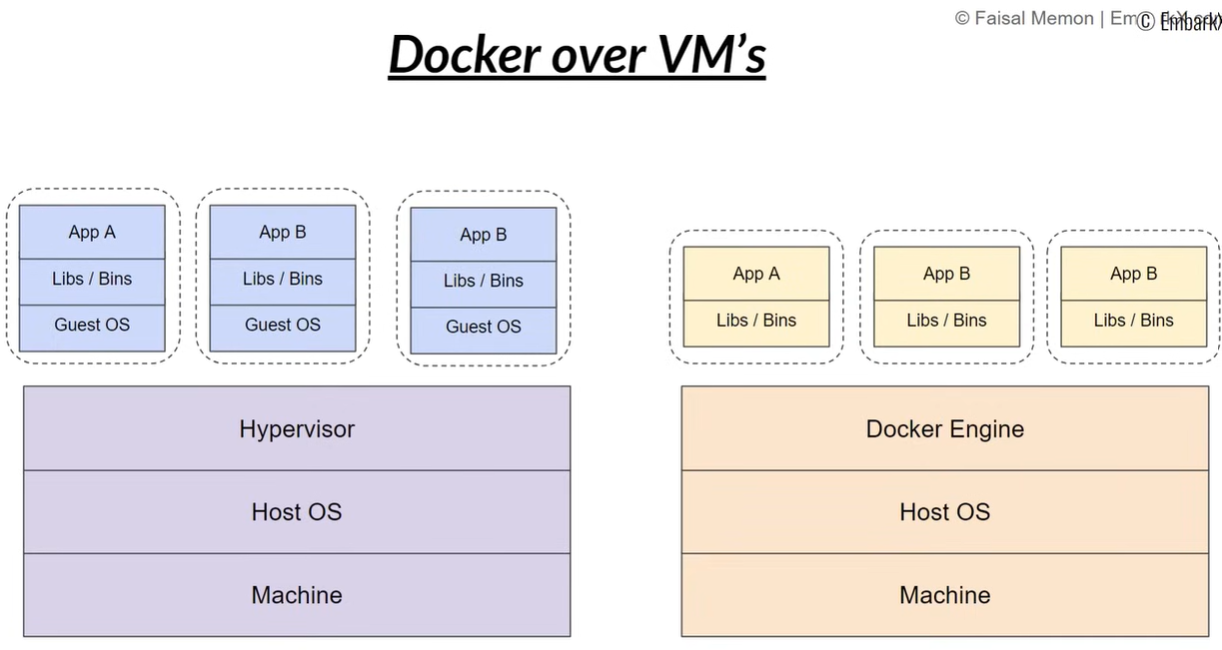 © Faisal Memon | Em
© EmbarkX
Docker over VM’s
App A
Libs / Bins
Guest OS
App B
Libs / Bins
Guest OS
App B
Libs / Bins
Guest OS
Hypervisor
Host OS
Machine
App A
Libs / Bins
App B
Libs / Bins
App B
Libs / Bins
Docker Engine
Host OS
Machine